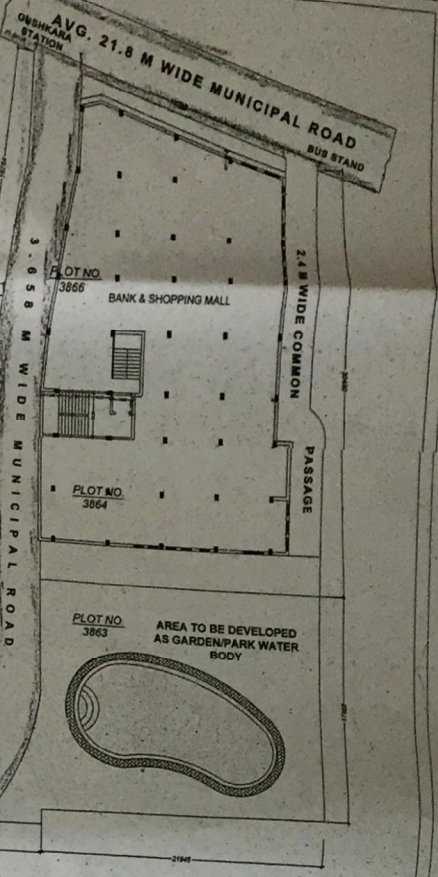 GUSHKARA
STATION
AVG. 21.8 M WIDE MUNICIPAL ROAD
BUS STAND
3.658 M WIDE MUNICIPAL ROAD
PLOT NO.
3866
BANK & SHOPPING MALL
2.4 M WIDE COMMON
PASSAGE
PLOT NO.
3864
PLOT NO.
3863
AREA TO BE DEVELOPED
AS GARDEN/PARK WATER
BODY